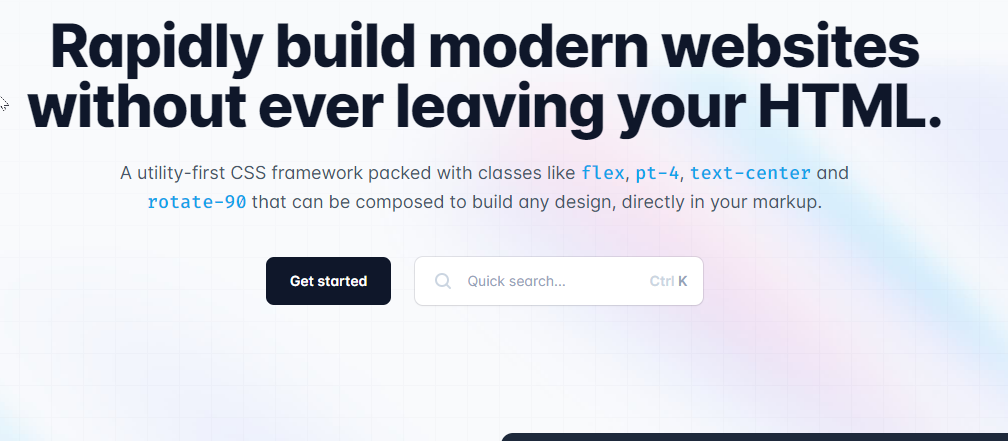 Rapidly build modern websites
without ever leaving your HTML.
A utility-first CSS framework packed with classes like flex, pt-4, text-center and
rotate-90 that can be composed to build any design, directly in your markup.
Get started
Quick search...
Ctrl K